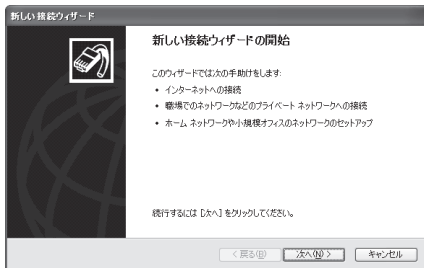 新しい接続ウィザード
新しい接続ウィザードの開始
このウィザードでは次の手助けをします:
• インターネットへの接続
• 職場でのネットワークなどのプライベート ネットワークへの接続
• ホーム ネットワークや小規模オフィスのネットワークのセットアップ
続行するには [次へ] をクリックしてください。
< 戻る(B)
次へ(N) >
キャンセル